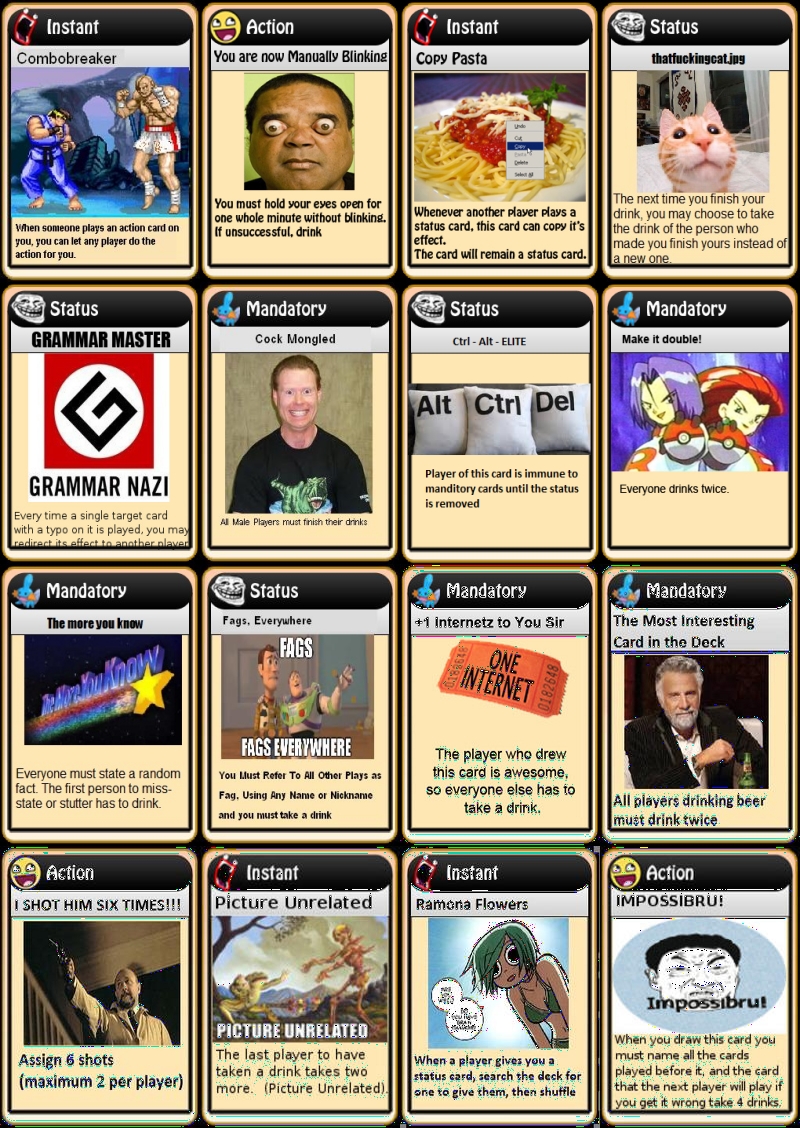 Instant
Combobreaker
When someone plays an action card on
you, you can let any player do the
action for you.
Action
You are now Manually Blinking
You must hold your eyes open for
one whole minute without blinking.
If unsuccessful, drink
Instant
Copy Pasta
Undo
Cut
Copy
Paste
Delete
Select All
Whenever another player plays a
status card, this card can copy it's
effect.
The card will remain a status card.
Status
thatfuckingcat.jpg
The next time you finish your
drink, you may choose to take
the drink of the person who
made you finish yours instead of
a new one.
Status
GRAMMAR MASTER
G
GRAMMAR NAZI
Every time a single target card
with a typo on it is played, you may
redirect its effect to another player
Mandatory
Cock Mongled
All Male Players must finish their drinks
Status
Ctrl - Alt - ELITE
Alt Ctrl Del
Player of this card is immune to
manditory cards until the status
is removed
Mandatory
Make it double!
Everyone drinks twice.
Mandatory
The more you know
The More You Know
Everyone must state a random
fact. The first person to miss-
state or stutter has to drink.
Status
Fags, Everywhere
FAGS
FAGS EVERYWHERE
You Must Refer To All Other Plays as
Fag, Using Any Name or Nickname
and you must take a drink
Mandatory
+1 Internetz to You Sir
ONE
INTERNET
0182648
0182648
The player who drew
this card is awesome,
so everyone else has to
take a drink.
Mandatory
The Most Interesting
Card in the Deck
All players drinking beer
must drink twice
Action
I SHOT HIM SIX TIMES!!!
Assign 6 shots
(maximum 2 per player)
Instant
Picture Unrelated
PICTURE UNRELATED
The last player to have
taken a drink takes two
more. (Picture Unrelated).
Instant
Ramona Flowers
When a player gives you a
status card, search the deck for
one to give them, then shuffle
Action
IMPOSSIBRU!
Impossibru!
When you draw this card you
must name all the cards
played before it, and the card
that the next player will play if
you get it wrong take 4 drinks.